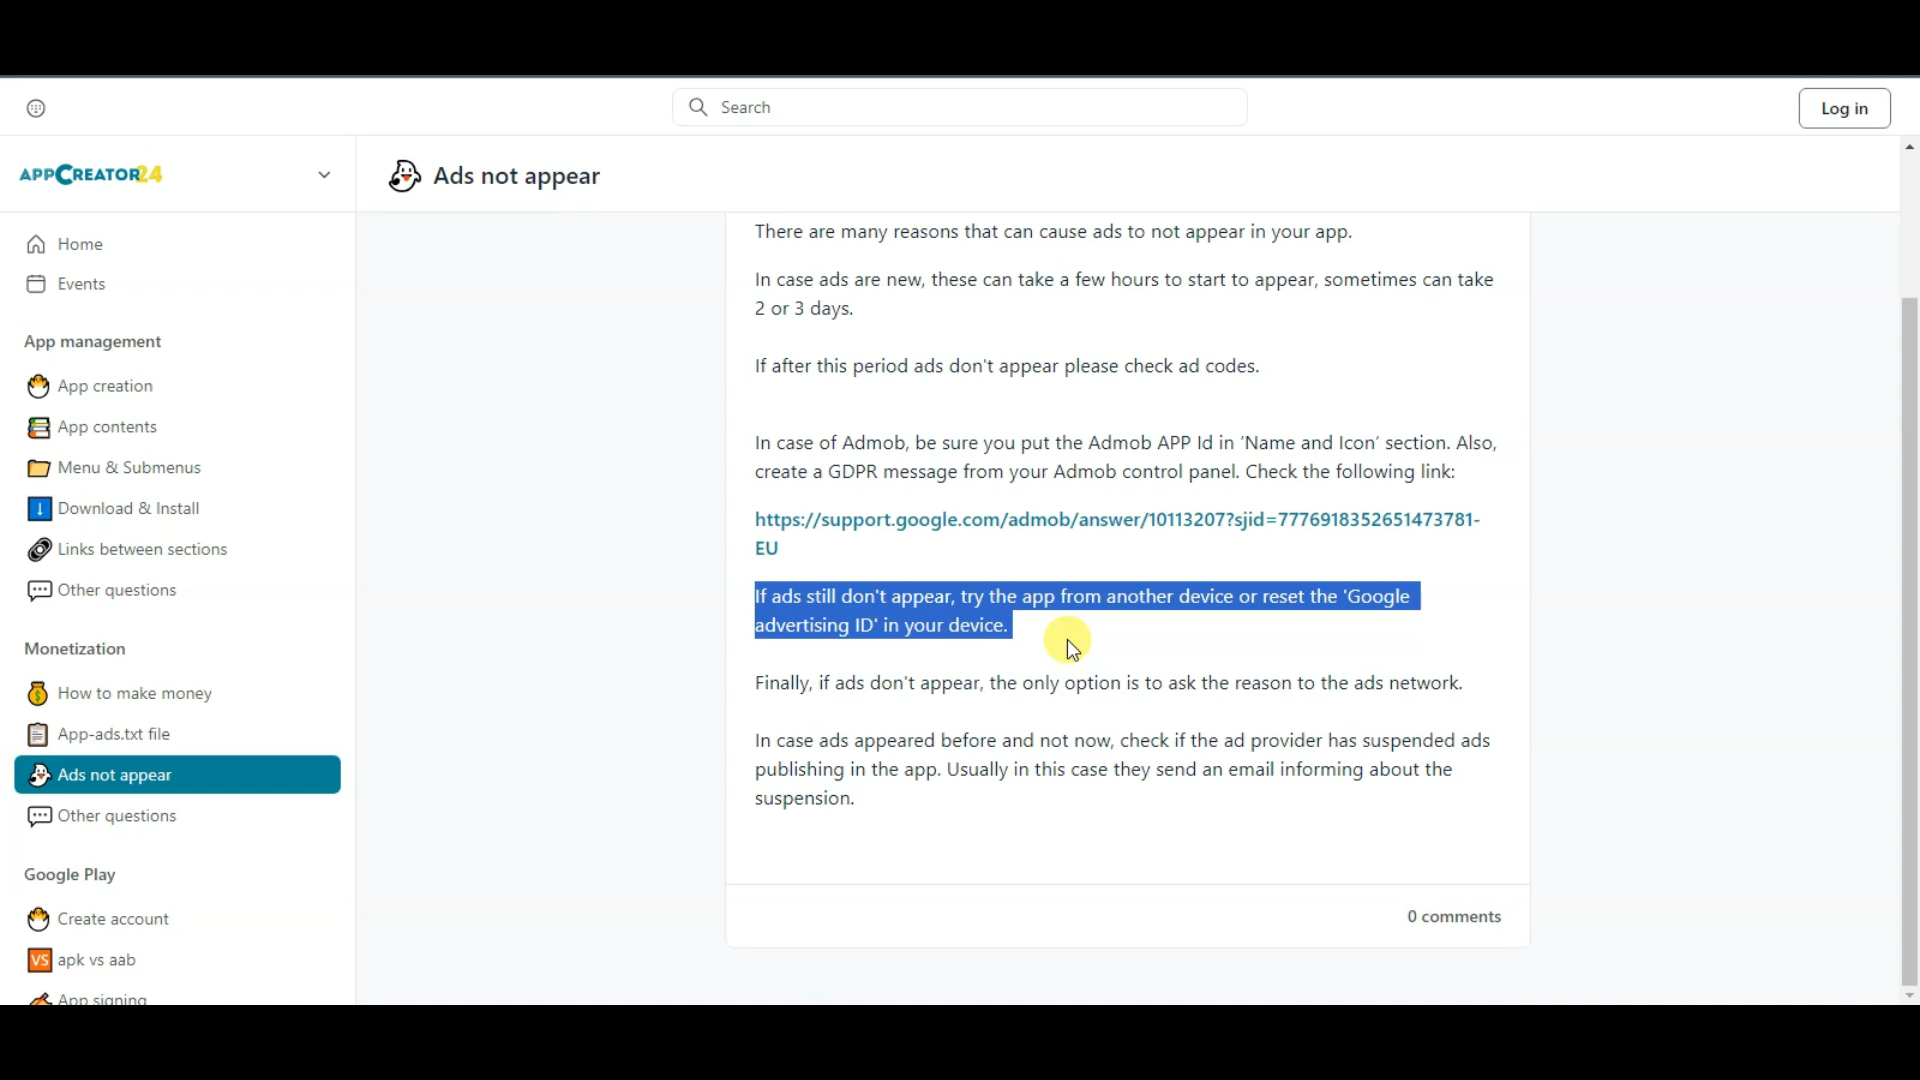 Search
Log in
APPCREATOR24
Ads not appear
Home
Events
App management
App creation
App contents
Menu & Submenus
Download & Install
Links between sections
Other questions
Monetization
How to make money
App-ads.txt file
Ads not appear
Other questions
Google Play
Create account
VS apk vs aab
App signing
There are many reasons that can cause ads to not appear in your app.
In case ads are new, these can take a few hours to start to appear, sometimes can take
2 or 3 days.
If after this period ads don't appear please check ad codes.
In case of Admob, be sure you put the Admob APP Id in ‘Name and Icon’ section. Also,
create a GDPR message from your Admob control panel. Check the following link:
https://support.google.com/admob/answer/10113207?sjid=7776918352651473781-
EU
If ads still don't appear, try the app from another device or reset the 'Google
advertising ID' in your device.
Finally, if ads don't appear, the only option is to ask the reason to the ads network.
In case ads appeared before and not now, check if the ad provider has suspended ads
publishing in the app. Usually in this case they send an email informing about the
suspension.
0 comments